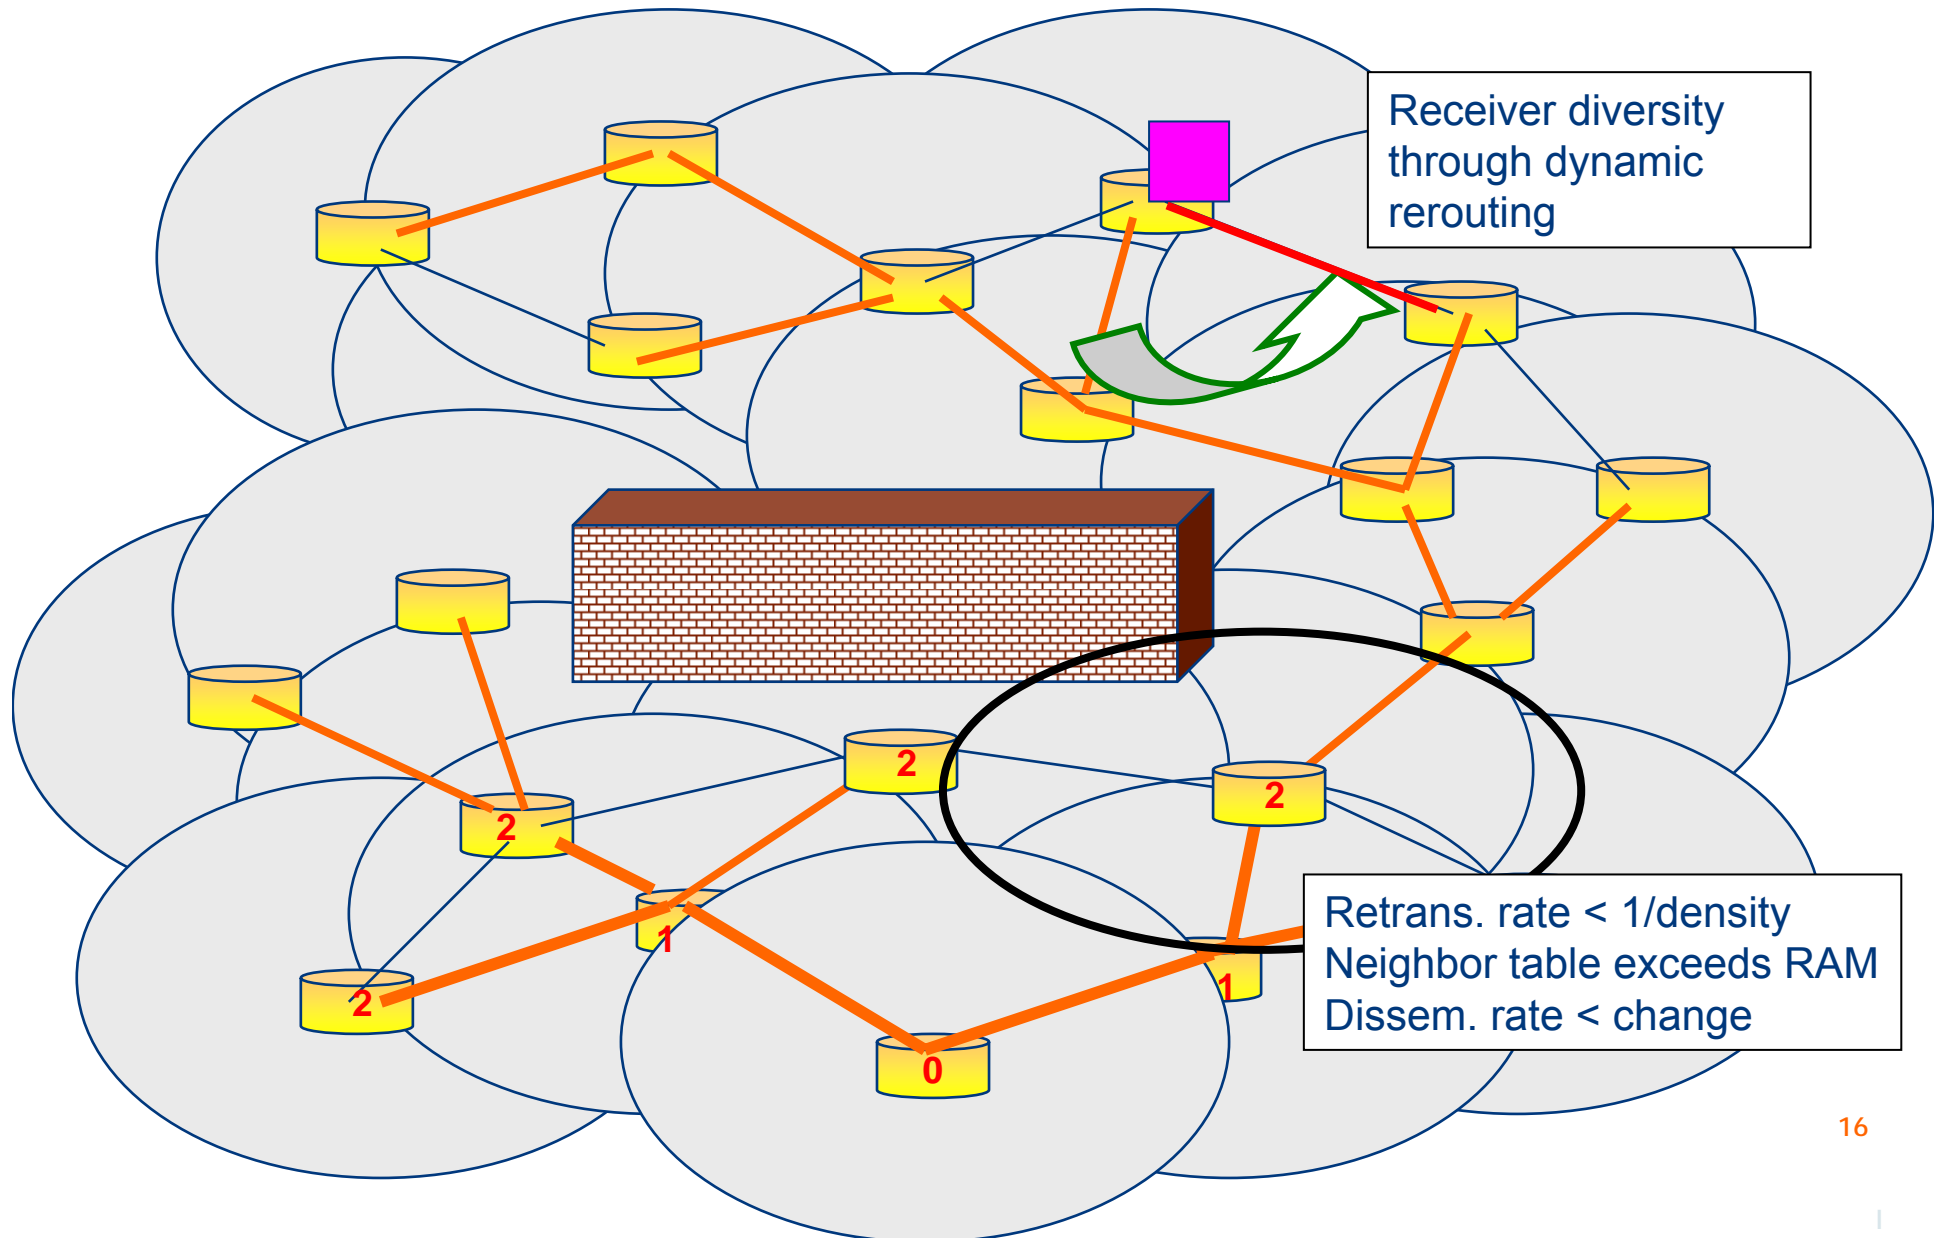 Receiver diversity
through dynamic
rerouting
2
2
2
1
2
1
0
Retrans. rate < 1/density
Neighbor table exceeds RAM
Dissem. rate < change
16